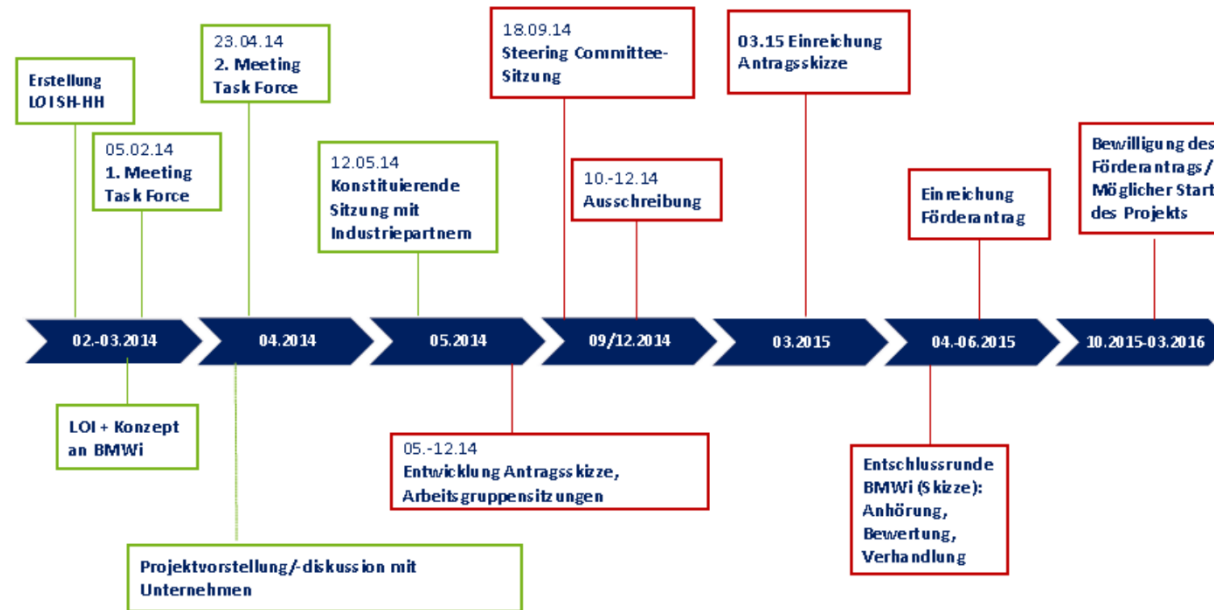 Erstellung
LOI SH-HH
05.02.14
1. Meeting
Task Force
23.04.14
2. Meeting
Task Force
12.05.14
Konstituierende
Sitzung mit
Industriepartnern
18.09.14
Steering Committee-
Sitzung
10.-12.14
Ausschreibung
03.15 Einreichung
Antragsskizze
Einreichung
Förderantrag
Bewilligung des
Förderantrags/
Möglicher Start
des Projekts
02.-03.2014
04.2014
05.2014
09/12.2014
03.2015
04.-06.2015
10.2015-03.2016
LOI + Konzept
an BMWi
Projektvorstellung/-diskussion mit
Unternehmen
05.-12.14
Entwicklung Antragsskizze,
Arbeitsgruppensitzungen
Entschlussrunde
BMWi (Skizze):
Anhörung,
Bewertung,
Verhandlung